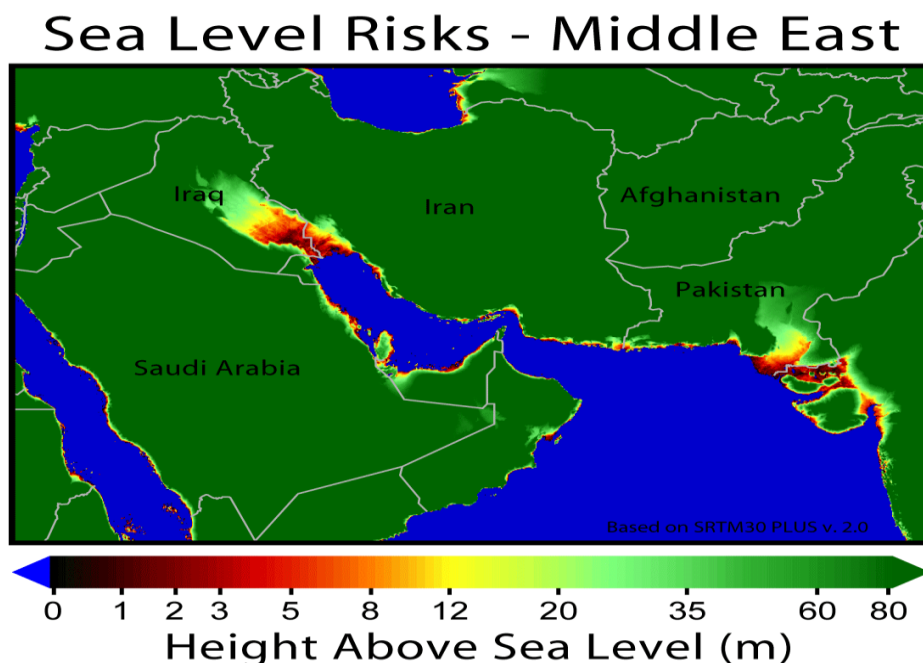 Sea Level Risks - Middle East
Iraq
Iran
Afghanistan
Pakistan
Saudi Arabia
Based on SRTM30 PLUS v. 2.0
0 1 2 3 5 8 12 20 35 60 80
Height Above Sea Level (m)